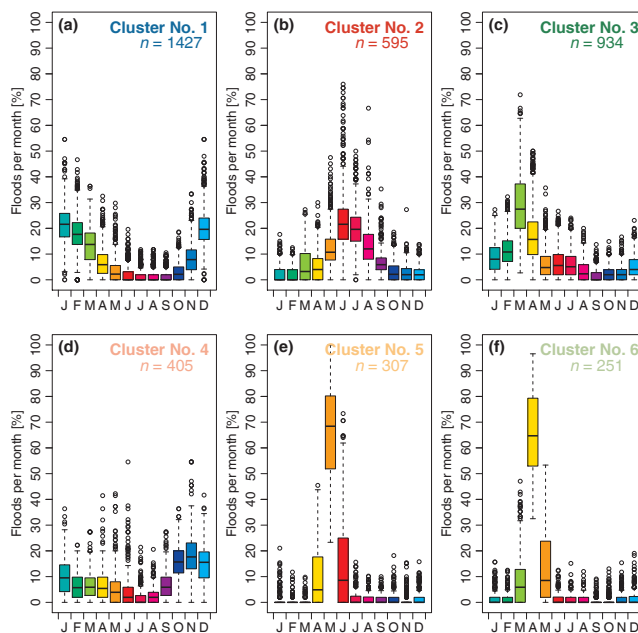 (a) Cluster No. 1
n = 1427
Floods per month [%]
100
90
80
70
60
50
40
30
20
10
0
J F M A M J J A S O N D
(b) Cluster No. 2
n = 595
Floods per month [%]
100
90
80
70
60
50
40
30
20
10
0
J F M A M J J A S O N D
(c) Cluster No. 3
n = 934
Floods per month [%]
100
90
80
70
60
50
40
30
20
10
0
J F M A M J J A S O N D
(d) Cluster No. 4
n = 405
Floods per month [%]
100
90
80
70
60
50
40
30
20
10
0
J F M A M J J A S O N D
(e) Cluster No. 5
n = 307
Floods per month [%]
100
90
80
70
60
50
40
30
20
10
0
J F M A M J J A S O N D
(f) Cluster No. 6
n = 251
Floods per month [%]
100
90
80
70
60
50
40
30
20
10
0
J F M A M J J A S O N D